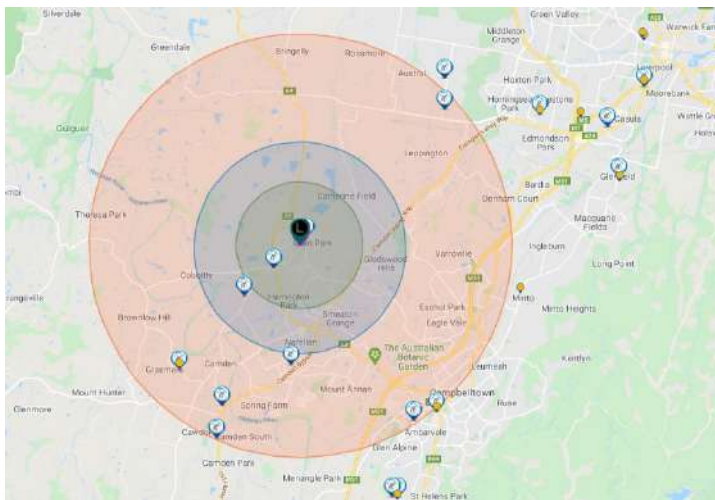 Silverdale
Green Valley
Warwick Farm
Greendale
Bringelly
Rossmore
Middleton
Grange
Austral
Hoxton Park
Liverpool
Moorebank
Park
Casula
Edmondson
Park
Leppington
Bardia
Glenfield
Denham Court
Macquarie
Fields
Theresa Park
Catherine Field
Ingleburn
Long Point
Varroville
Gledswood
Hills
Cobbitty
Harrington
Park
Smeaton
Grange
Eschol Park
Eagle Vale
Minto
Minto Heights
Brownlow Hill
Narellan
The Australian
Botanic
Garden
Leumeah
Kentlyn
Grasmere
Camden
Mount Annan
Campbelltown
Ruse
Mount Hunter
Spring Farm
Glenmore
Camden South
Ambarvale
Glen Alpine
Camden Park
Menangle Park
St Helens Park